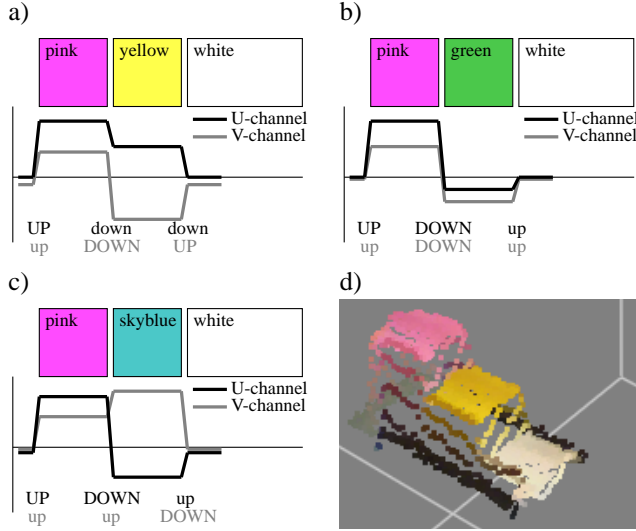 a)
pink yellow white
U-channel
V-channel
UP down down
up DOWN UP
b)
pink green white
U-channel
V-channel
UP DOWN up
up DOWN up
c)
pink skyblue white
U-channel
V-channel
UP DOWN up
up up DOWN
d)